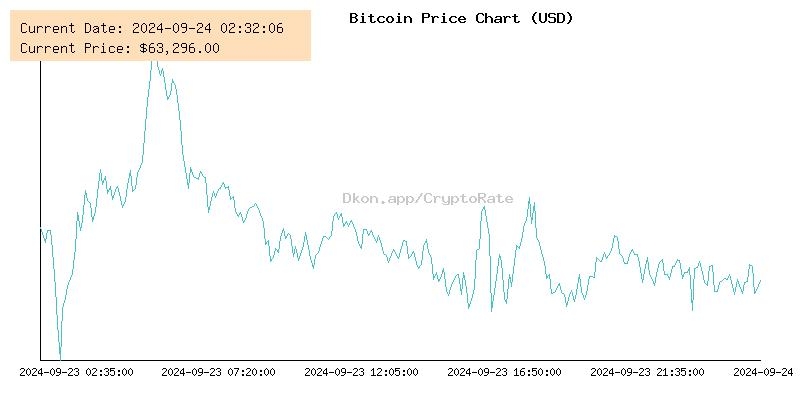 Bitcoin Price Chart (USD)
Current Date: 2024-09-24 02:32:06
Current Price: $63,296.00
Dkon.app/CryptoRate
2024-09-23 02:35:00 2024-09-23 07:20:00 2024-09-23 12:05:00 2024-09-23 16:50:00 2024-09-23 21:35:00 2024-09-24